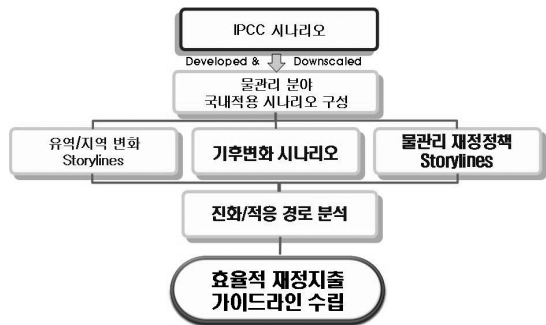 IPCC 시나리오
Developed & Downscaled
물관리 분야
국내적용 시나리오 구성
유역/지역 변화
Storylines
기후변화 시나리오
물관리 재정정책
Storylines
진화/적응 경로 분석
효율적 재정지출
가이드라인 수립